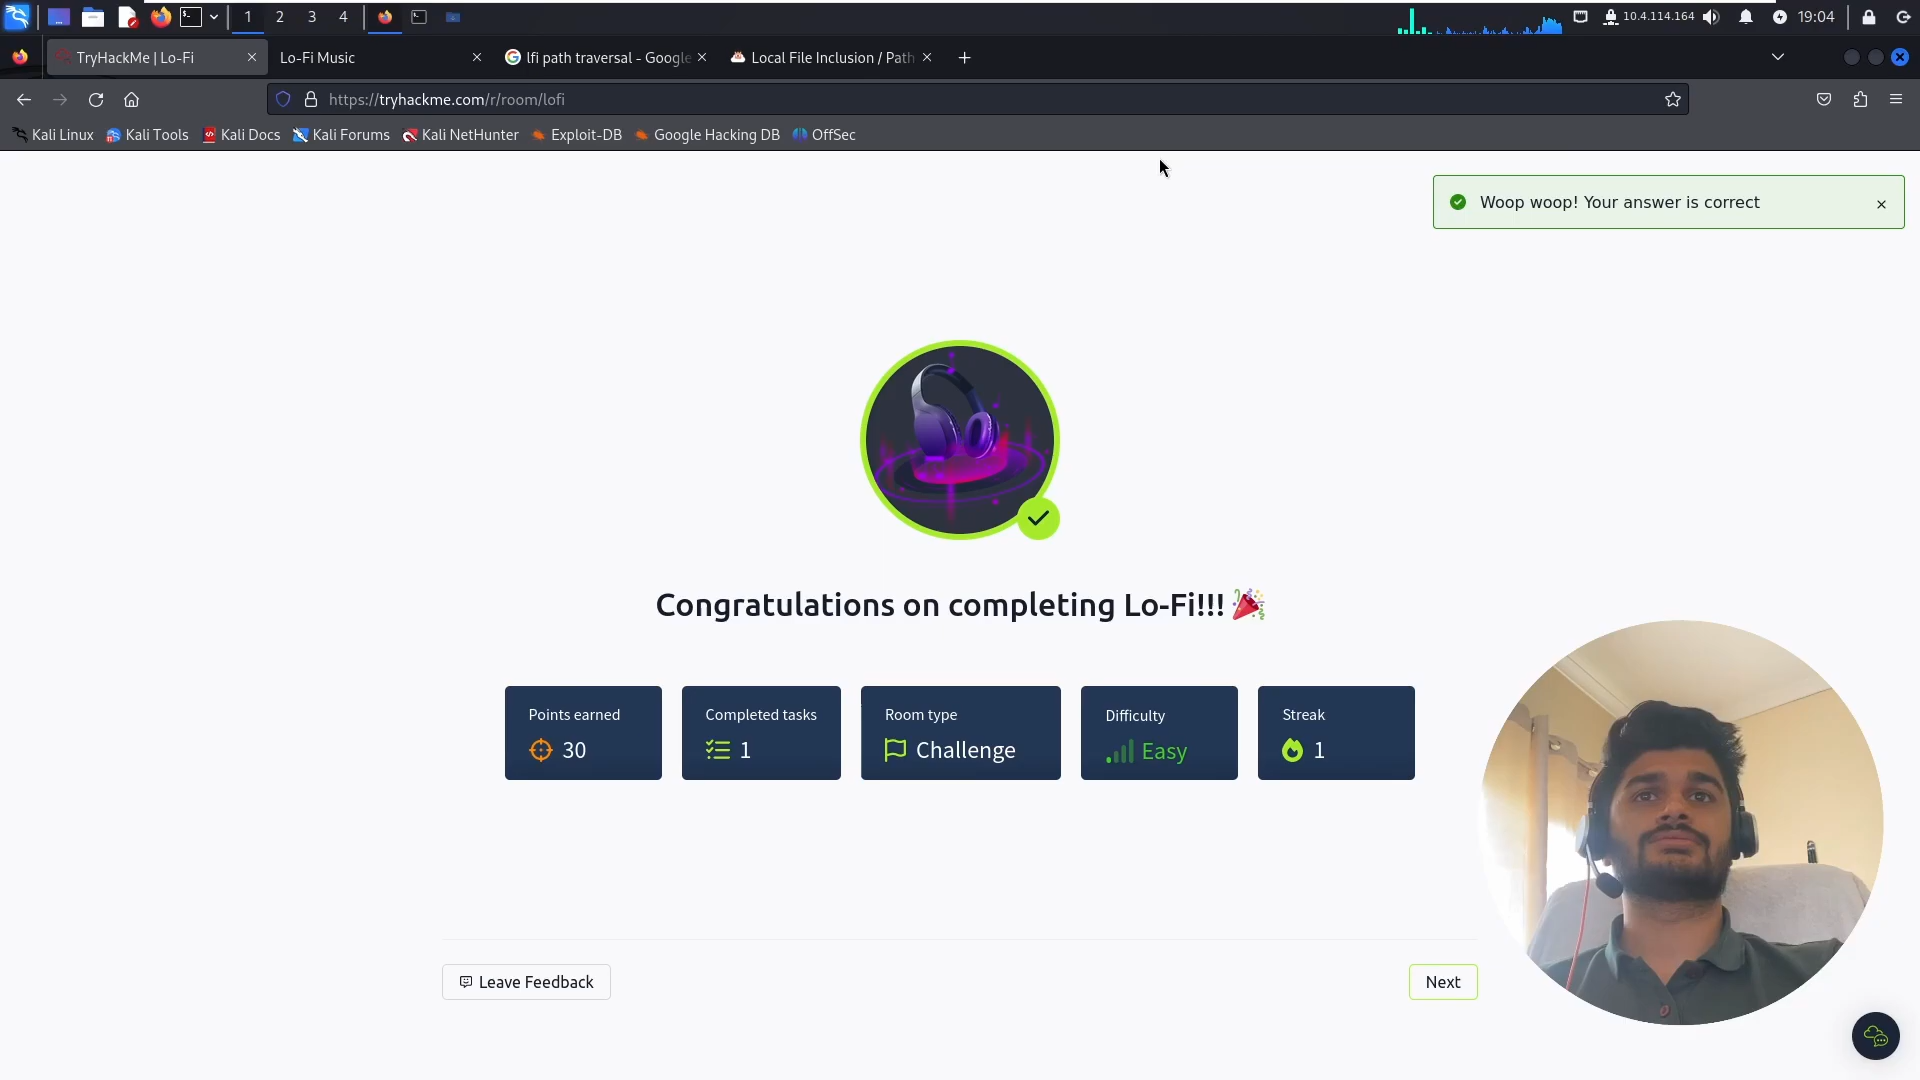 1 2 3 4
10.4.114.164
19:04
TryHackMe | Lo-Fi
Lo-Fi Music
lfi path traversal - Google
Local File Inclusion / Path
https://tryhackme.com/r/room/lofi
Kali Linux
Kali Tools
Kali Docs
Kali Forums
Kali NetHunter
Exploit-DB
Google Hacking DB
OffSec
Woop woop! Your answer is correct
Congratulations on completing Lo-Fi!!! 🎉
Points earned
30
Completed tasks
1
Room type
Challenge
Difficulty
Easy
Streak
1
Leave Feedback
Next